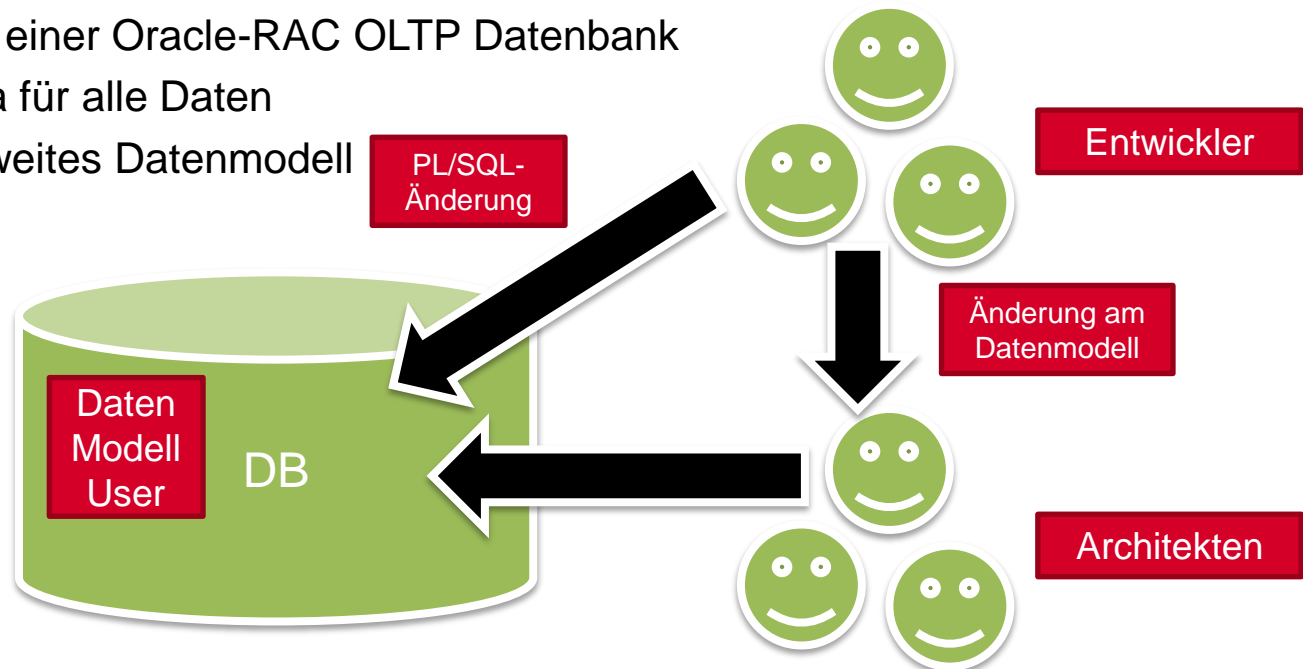 einer Oracle-RAC OLTP Datenbank
für alle Daten
weites Datenmodell
PL/SQL-
Änderung
Entwickler
Änderung am
Datenmodell
Daten
Modell
User
DB
Architekten